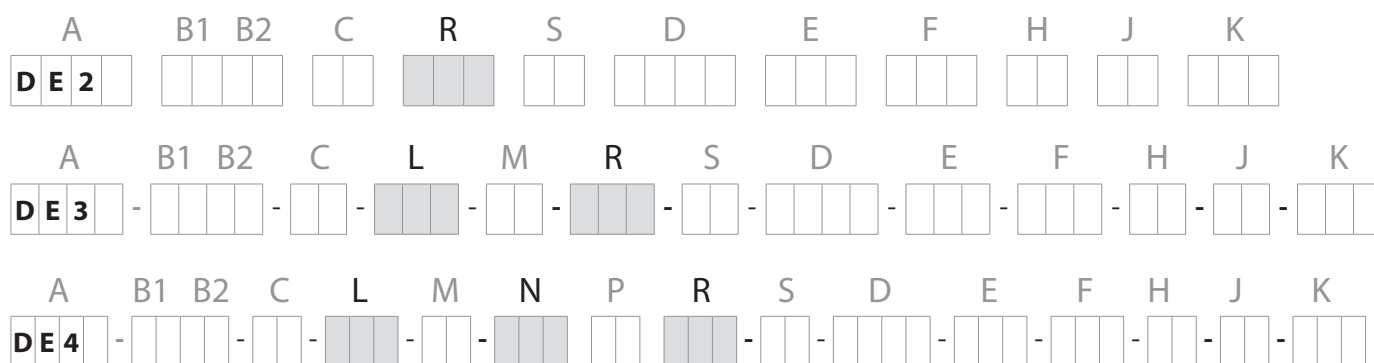 A B1 B2 C R S D E F H J K
D E 2
A B1 B2 C L M R S D E F H J K
D E 3 - - - - - - - - - - - -
A B1 B2 C L M N P R S D E F H J K
D E 4 - - - - - - - - - - - -